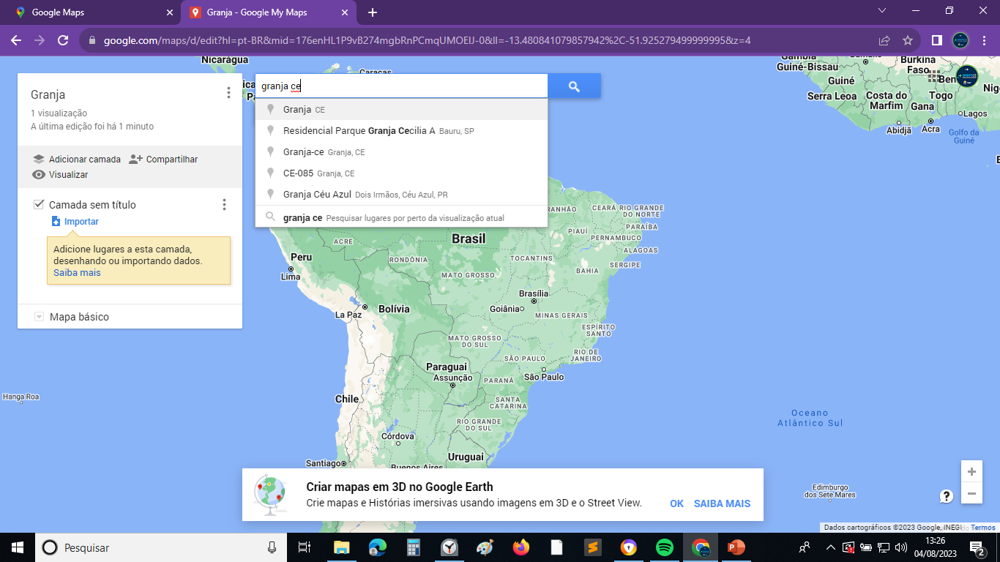 Google Maps
Granja - Google My Maps
google.com/maps/d/edit?hl=pt-BR&mid=176enHL1P9vB274mgbRnPCmqUMOEIJ-0&ll=-13.480841079857942%2C-51.925279499999995&z=4
Granja
1 visualização
A última edição foi há 1 minuto
Adicionar camada
Compartilhar
Visualizar
Camada sem título
Importar
Adicione lugares a esta camada,
desenhando ou importando dados.
Saiba mais
Mapa básico
granja ce
Granja CE
Residencial Parque Granja Cecilia A Bauru, SP
Granja-ce Granja, CE
CE-085 Granja, CE
Granja Céu Azul Dois Irmãos, Céu Azul, PR
granja ce Pesquisar lugares por perto da visualização atual
Nicarágua
Caracas
Guiné-Bissau
Burkina
Faso
Guiné
Serra Leoa
Costa do
Marfim
Togo
Gana
Lagos
Abidjã
Acra
Golfo da
Guiné
CEARÁ
RIO GRANDE
DO NORTE
PARAÍBA
PIAUÍ
PERNAMBUCO
ALAGOAS
SERGIPE
Brasil
ACRE
RONDÔNIA
TOCANTINS
Peru
Lima
MATO GROSSO
BAHIA
Brasília
Goiânia
La Paz
Bolívia
MINAS GERAIS
ESPÍRITO
SANTO
MATO GROSSO
DO SUL
RIO DE
JANEIRO
SÃO PAULO
São Paulo
Paraguai
Assunção
PARANÁ
Hanga Roa
Chile
SANTA
CATARINA
RIO GRANDE
DO SUL
Córdova
Uruguai
Santiago
Buenos Aires
Oceano
Atlântico Sul
Edimburgo
dos Sete Mares
Criar mapas em 3D no Google Earth
Crie mapas e Histórias imersivas usando imagens em 3D e o Street View.
OK
SAIBA MAIS
+
−
?
Dados cartográficos ©2023 Google, INEGI
Termos
Pesquisar
13:26
04/08/2023
2